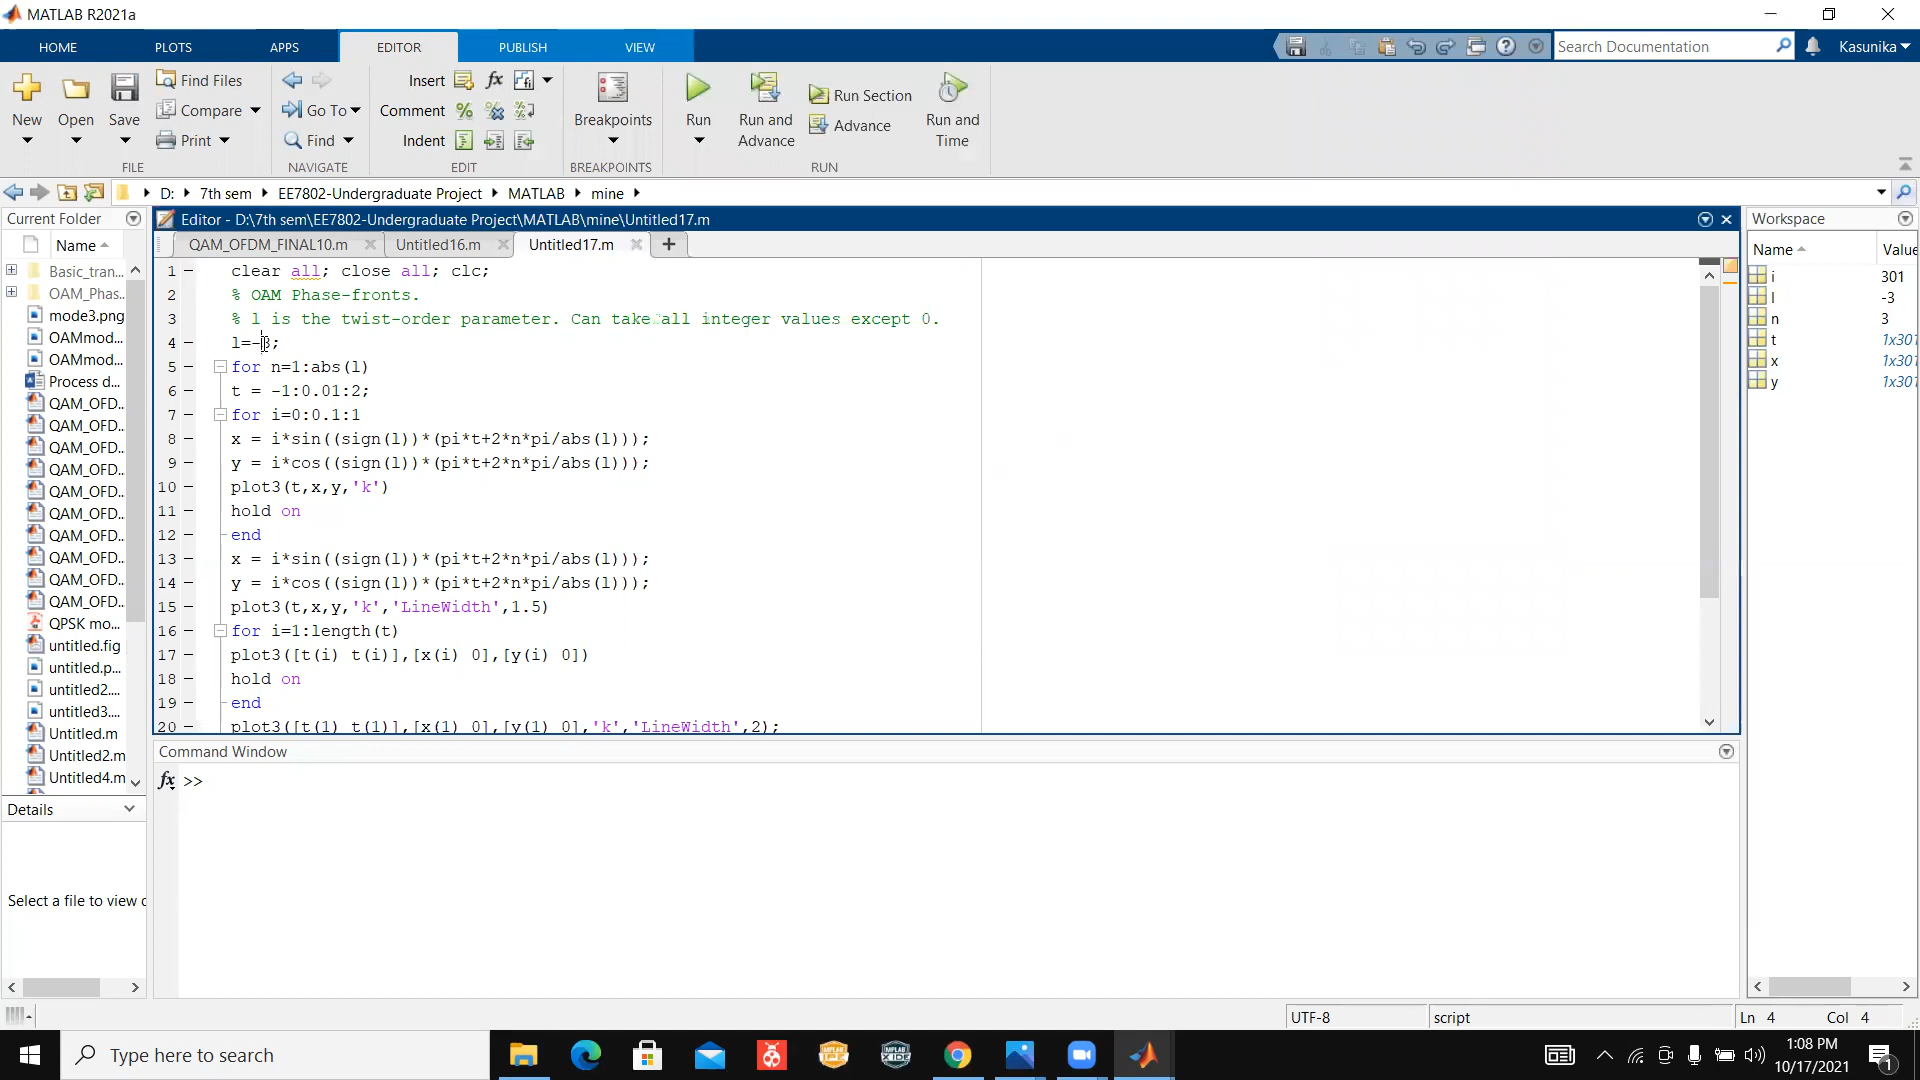 MATLAB R2021a
HOME PLOTS APPS EDITOR PUBLISH VIEW
Search Documentation
Kasunika
New
Open
Save
Find Files
Compare
Print
FILE
Go To
Find
NAVIGATE
Insert
Comment
Indent
EDIT
Breakpoints
BREAKPOINTS
Run
Run and Advance
Run Section
Advance
Run and Time
RUN
D: 7th sem EE7802-Undergraduate Project MATLAB mine
Current Folder
Name
Basic_tran...
OAM_Phas...
mode3.png
OAMmod...
OAMmod...
Process d...
QAM_OFD...
QAM_OFD...
QAM_OFD...
QAM_OFD...
QAM_OFD...
QAM_OFD...
QAM_OFD...
QAM_OFD...
QAM_OFD...
QAM_OFD...
QPSK mo...
untitled.fig
untitled.p...
untitled2....
untitled3....
Untitled.m
Untitled2.m
Untitled4.m
Details
Select a file to view d
Editor - D:\7th sem\EE7802-Undergraduate Project\MATLAB\mine\Untitled17.m
QAM_OFDM_FINAL10.m Untitled16.m Untitled17.m
1 clear all; close all; clc;
2 % OAM Phase-fronts.
3 % l is the twist-order parameter. Can take all integer values except 0.
4 l=-3;
5 for n=1:abs(l)
6 t = -1:0.01:2;
7 for i=0:0.1:1
8 x = i*sin((sign(l))*(pi*t+2*n*pi/abs(l)));
9 y = i*cos((sign(l))*(pi*t+2*n*pi/abs(l)));
10 plot3(t,x,y,'k')
11 hold on
12 end
13 x = i*sin((sign(l))*(pi*t+2*n*pi/abs(l)));
14 y = i*cos((sign(l))*(pi*t+2*n*pi/abs(l)));
15 plot3(t,x,y,'k','LineWidth',1.5)
16 for i=1:length(t)
17 plot3([t(i) t(i)],[x(i) 0],[y(i) 0])
18 hold on
19 end
20 plot3([t(1) t(1)],[x(1) 0],[y(1) 0],'k','LineWidth',2);
Command Window
fx >>
Workspace
Name Value
i 301
l -3
n 3
t 1x301
x 1x301
y 1x301
UTF-8 script Ln 4 Col 4
Type here to search
1:08 PM
10/17/2021
1